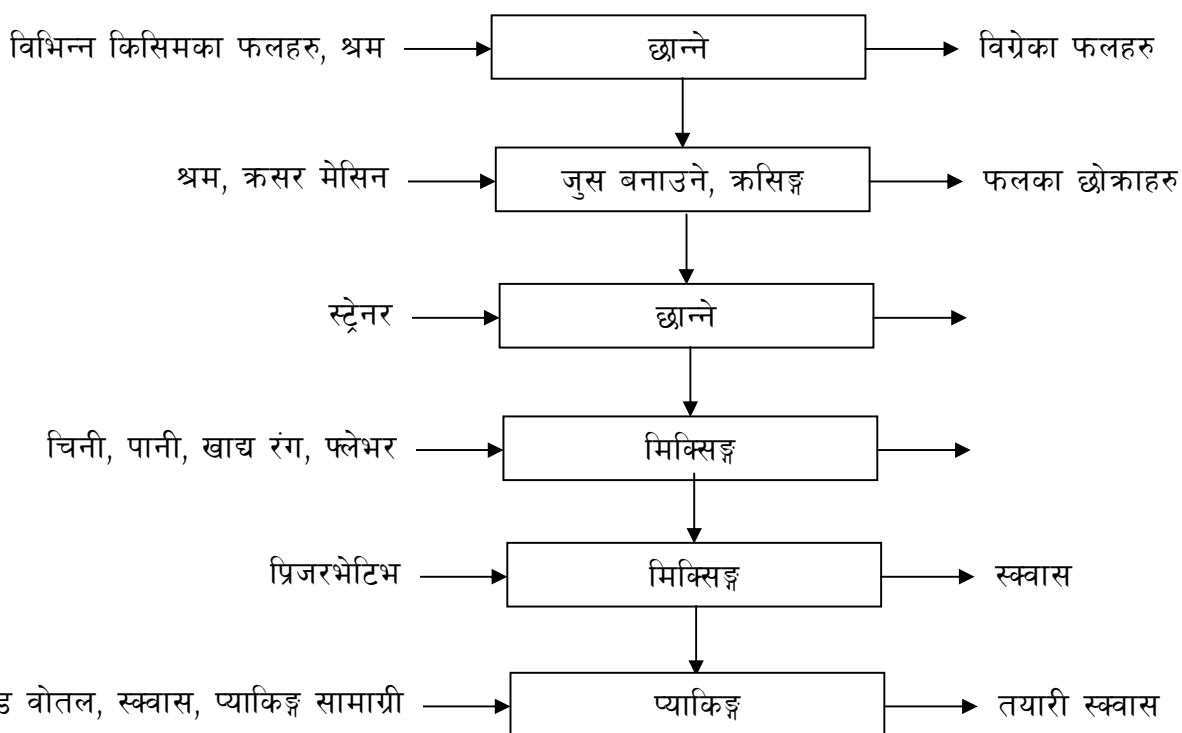 विभिन्न किसिमका फलहरु, श्रम छान्ने विग्रेका फलहरु
श्रम, क्रसर मेसिन जुस बनाउने, क्रसिङ्ग फलका छोक्राहरु
स्ट्रेनर छान्ने
चिनी, पानी, खाद्य रंग, फ्लेभर मिक्सिङ्ग
प्रिजरभेटिभ मिक्सिङ्ग स्क्वास
वोतल, स्क्वास, प्याकिङ्ग सामाग्री प्याकिङ्ग तयारी स्क्वास